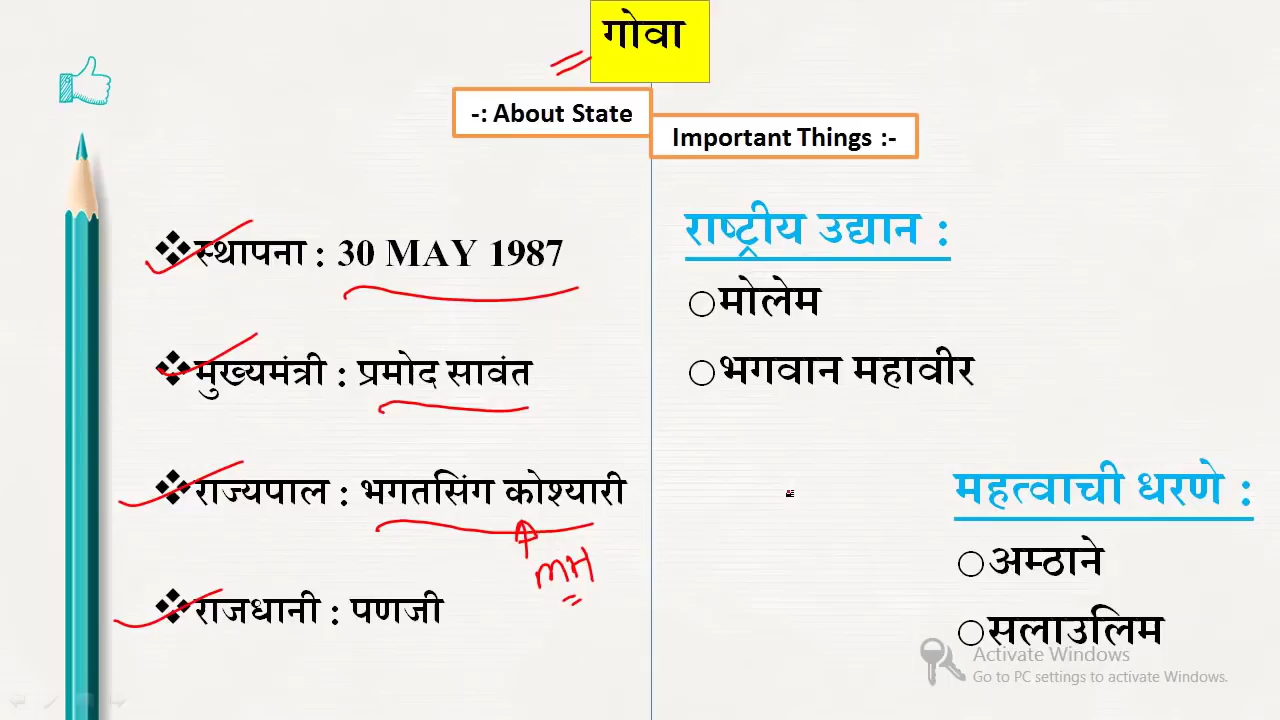 गोवा
-: About State
Important Things :-
❖स्थापना : 30 MAY 1987
❖मुख्यमंत्री : प्रमोद सावंत
❖राज्यपाल : भगतसिंग कोश्यारी
MH
❖राजधानी : पणजी
राष्ट्रीय उद्यान :
○मोलेम
○भगवान महावीर
महत्वाची धरणे :
○अम्ठाने
○सलाउलिम
Activate Windows
Go to PC settings to activate Windows.